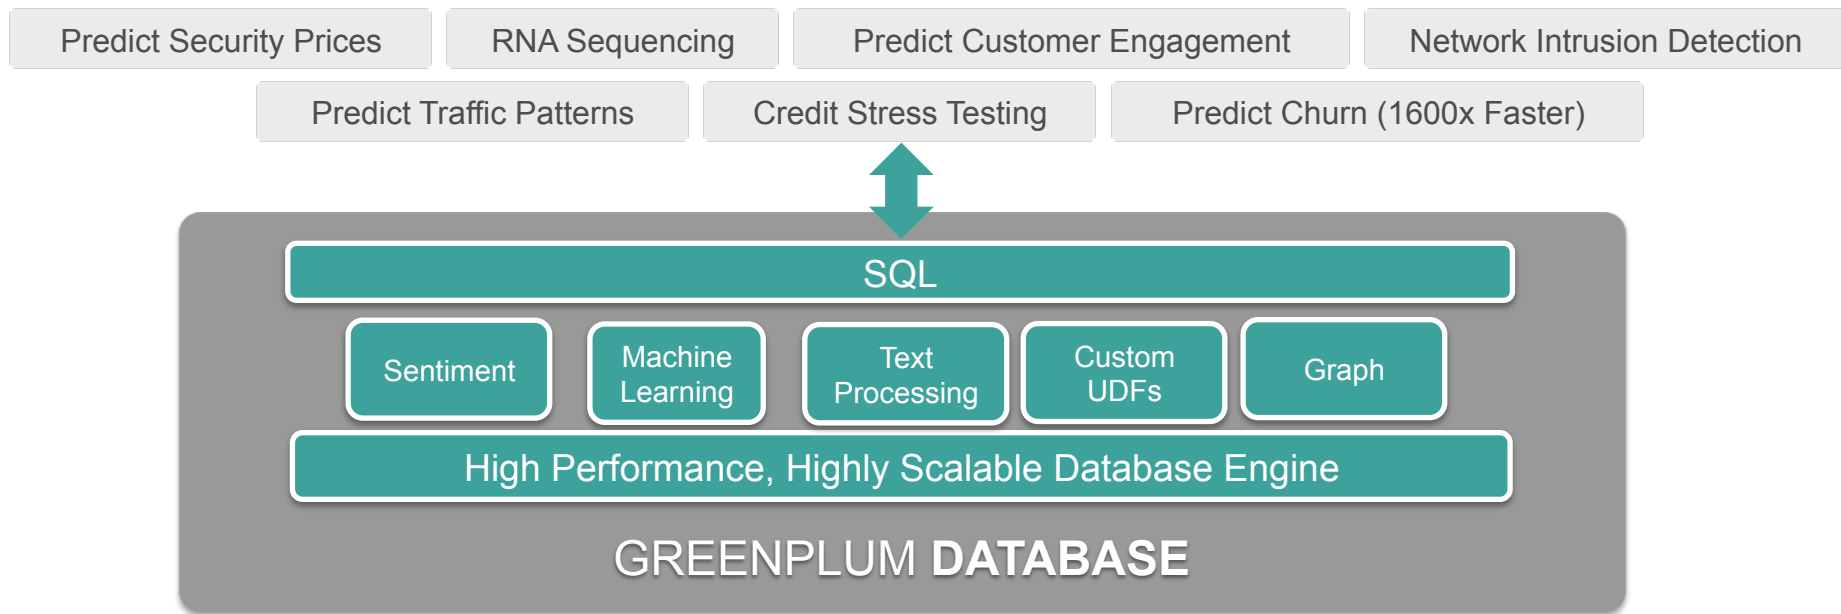 Predict Security Prices
RNA Sequencing
Predict Customer Engagement
Network Intrusion Detection
Predict Traffic Patterns
Credit Stress Testing
Predict Churn (1600x Faster)
SQL
Sentiment
Machine
Learning
Text
Processing
Custom
UDFs
Graph
High Performance, Highly Scalable Database Engine
GREENPLUM DATABASE